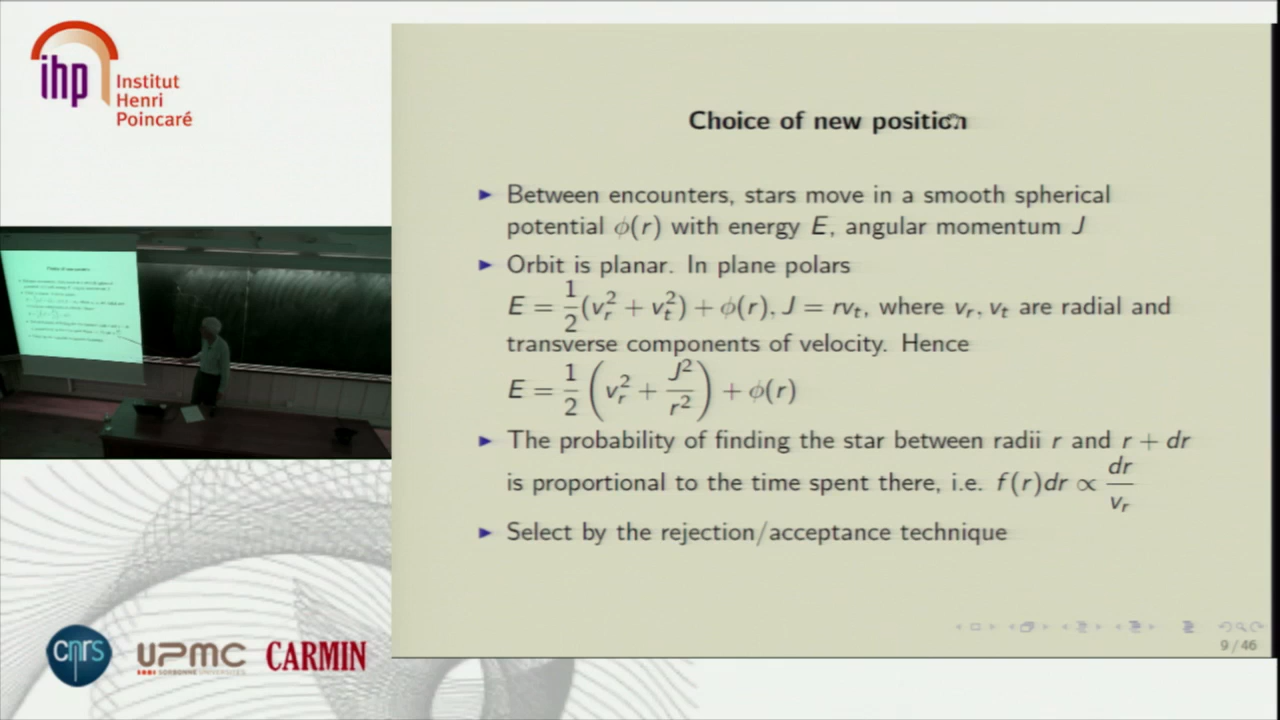 ihp
Institut
Henri
Poincaré
Choice of new position
► Between encounters, stars move in a smooth spherical
potential ϕ(r) with energy E, angular momentum J
► Orbit is planar. In plane polars
E = 1/2(v_r^2 + v_t^2) + ϕ(r), J = rv_t, where v_r, v_t are radial and
transverse components of velocity. Hence
E = 1/2 (v_r^2 + J^2/r^2) + ϕ(r)
► The probability of finding the star between radii r and r + dr
is proportional to the time spent there, i.e. f(r)dr ∝ dr/v_r
► Select by the rejection/acceptance technique
9 / 46
cnrs
UPMC
SORBONNE UNIVERSITÉS
CARMIN